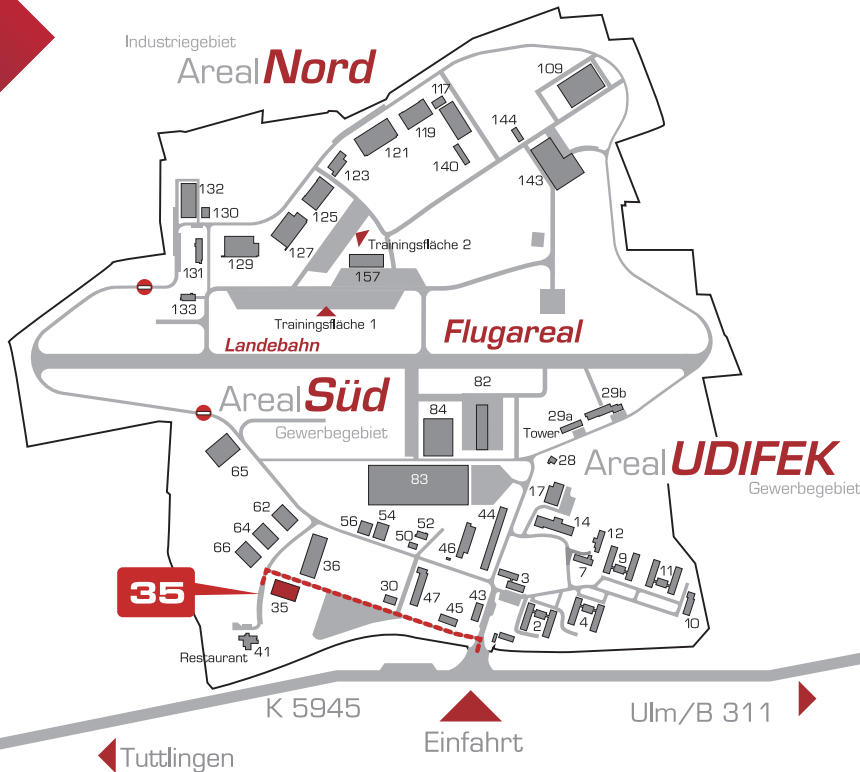 Industriegebiet
Areal Nord
109
117
119
144
121
140
143
123
132
130
125
127
Trainingsfläche 2
131
129
157
133
Trainingsfläche 1
Landebahn
Flugareal
Areal Süd
Gewerbegebiet
82
84
29b
29a
Tower
28
Areal UDIFEK
Gewerbegebiet
65
83
17
62
56
54
52
50
44
14
12
64
46
66
36
9
11
7
3
35
35
30
47
43
45
2
4
10
Restaurant
41
K 5945
Ulm/B 311
Einfahrt
Tuttlingen